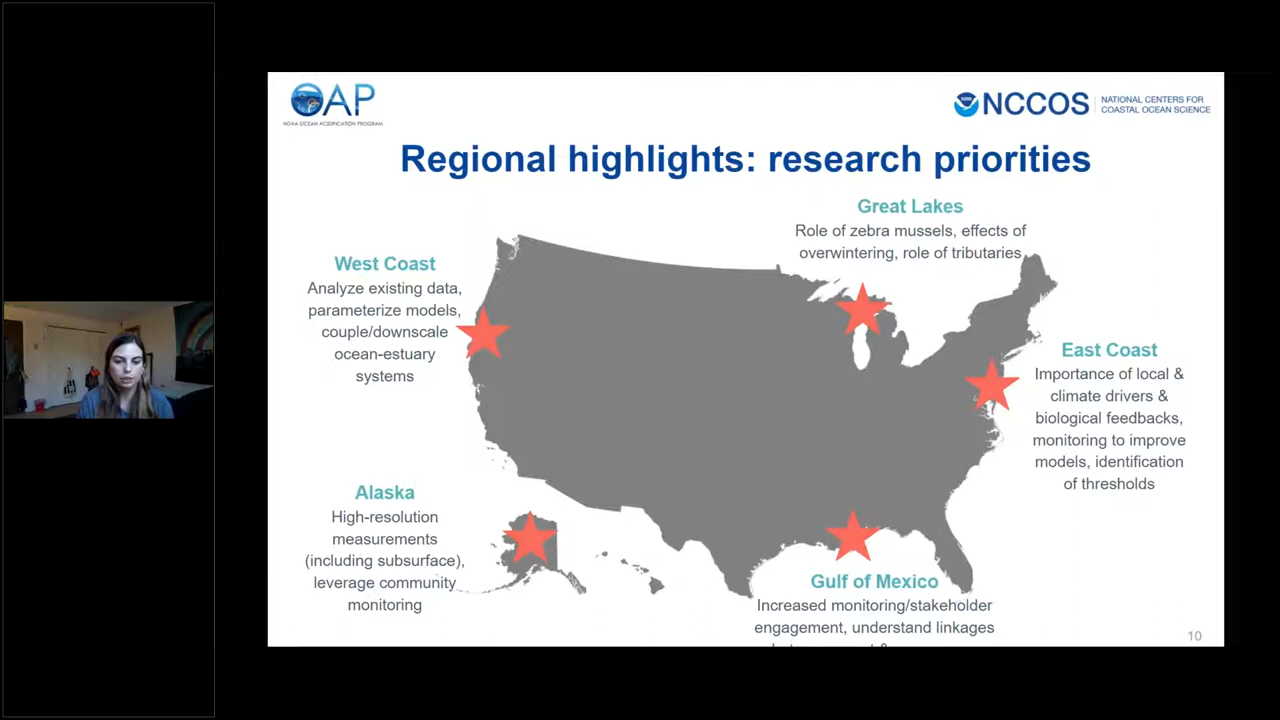 OAP
NOAA OCEAN ACIDIFICATION PROGRAM
NCCOS
NATIONAL CENTERS FOR
COASTAL OCEAN SCIENCE
Regional highlights: research priorities
Great Lakes
Role of zebra mussels, effects of
overwintering, role of tributaries
West Coast
Analyze existing data,
parameterize models,
couple/downscale
ocean-estuary
systems
East Coast
Importance of local &
climate drivers &
biological feedbacks,
monitoring to improve
models, identification
of thresholds
Alaska
High-resolution
measurements
(including subsurface),
leverage community
monitoring
Gulf of Mexico
Increased monitoring/stakeholder
engagement, understand linkages
10